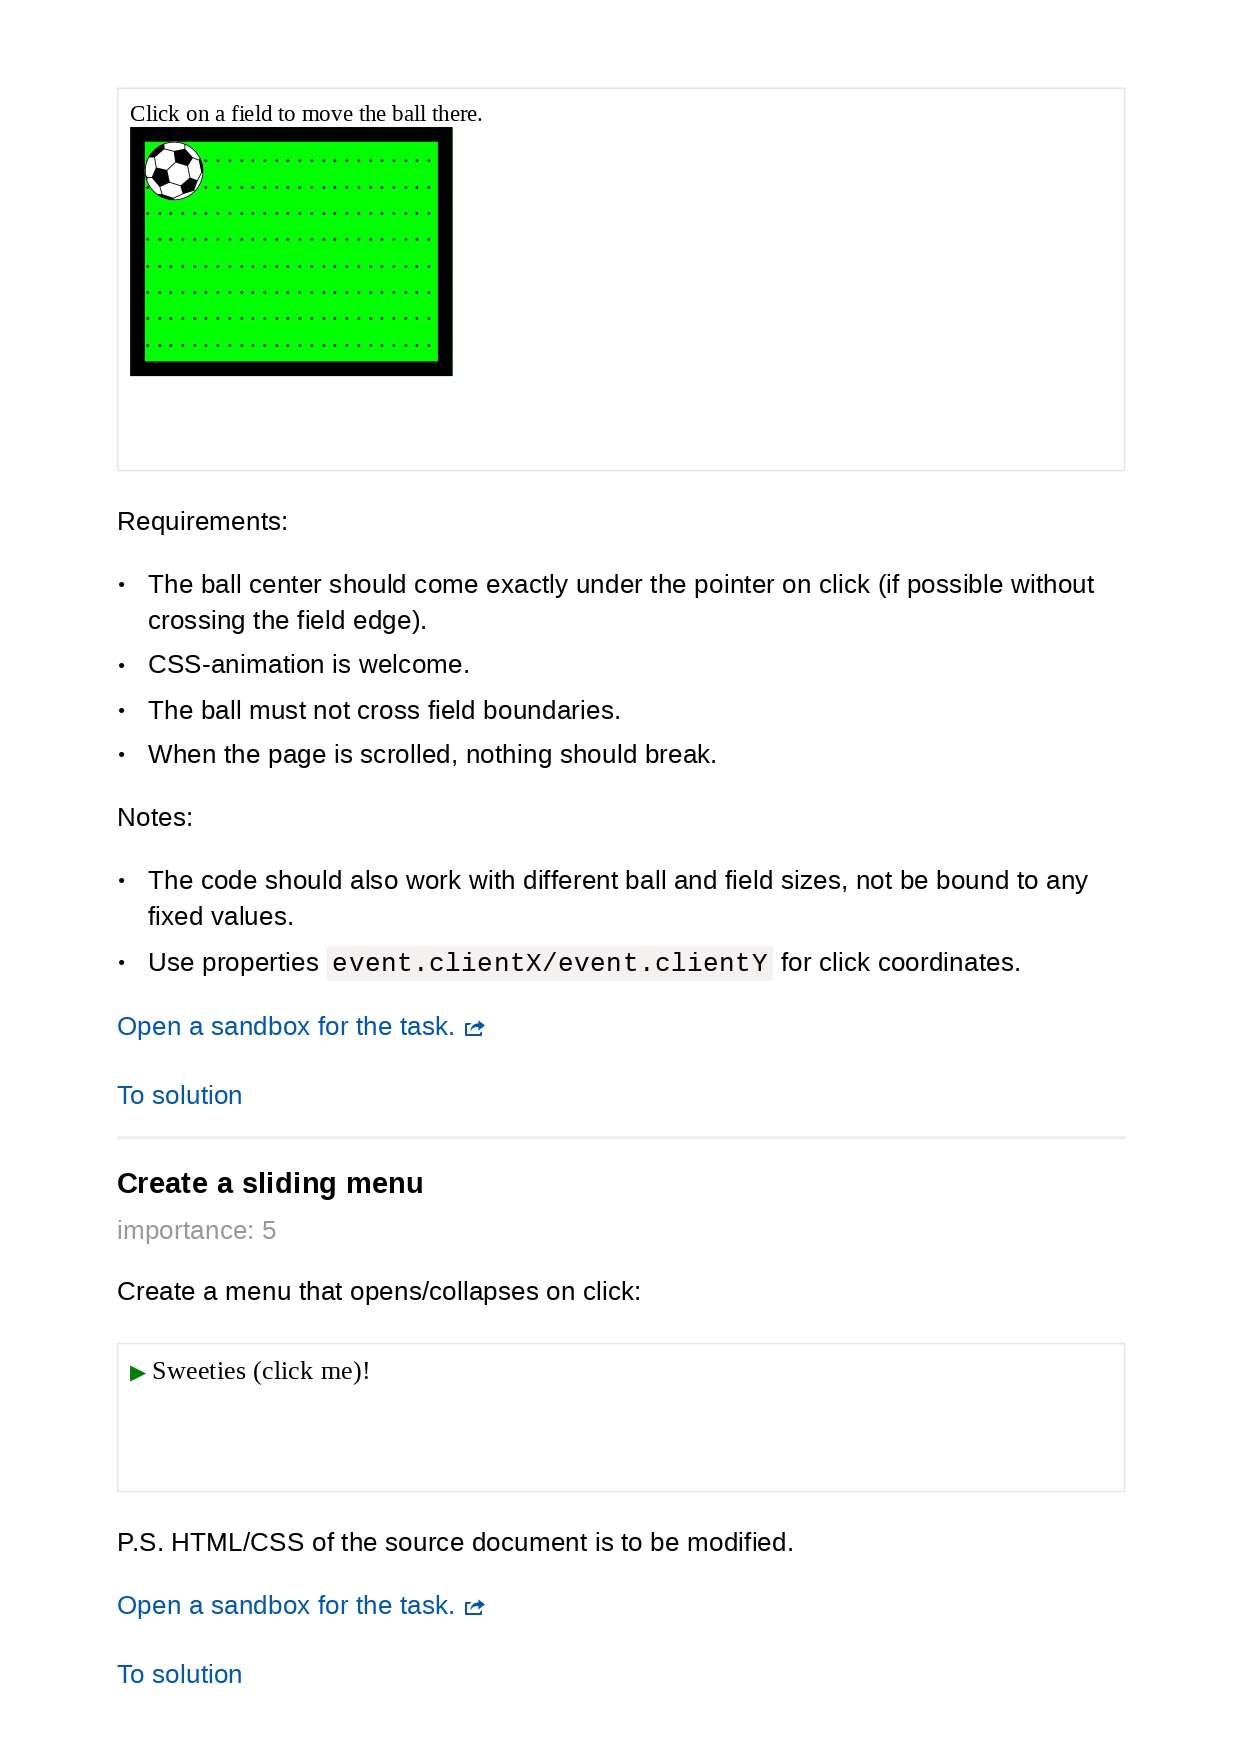 Click on a field to move the ball there.
. . . . . . . . . . . . . . . . . . . .
. . . . . . . . . . . . . . . . . . . .
. . . . . . . . . . . . . . . . . . . . . . . . .
. . . . . . . . . . . . . . . . . . . . . . . . .
. . . . . . . . . . . . . . . . . . . . . . . . .
. . . . . . . . . . . . . . . . . . . . . . . . .
. . . . . . . . . . . . . . . . . . . . . . . . .
. . . . . . . . . . . . . . . . . . . . . . . . .
Requirements:
• The ball center should come exactly under the pointer on click (if possible without
crossing the field edge).
• CSS-animation is welcome.
• The ball must not cross field boundaries.
• When the page is scrolled, nothing should break.
Notes:
• The code should also work with different ball and field sizes, not be bound to any
fixed values.
• Use properties event.clientX/event.clientY for click coordinates.
Open a sandbox for the task.
To solution
Create a sliding menu
importance: 5
Create a menu that opens/collapses on click:
▶ Sweeties (click me)!
P.S. HTML/CSS of the source document is to be modified.
Open a sandbox for the task.
To solution